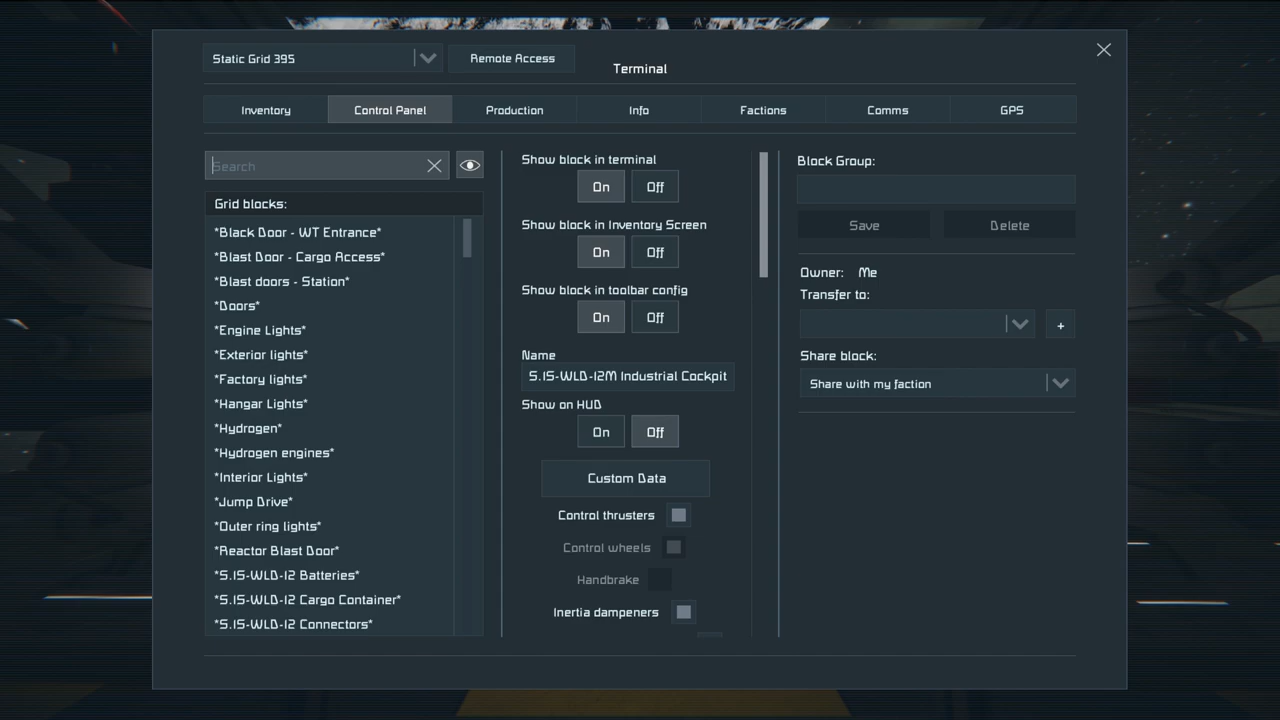 Static Grid 395
Remote Access
Terminal
Inventory
Control Panel
Production
Info
Factions
Comms
GPS
Search
Grid blocks:
*Black Door - WT Entrance*
*Blast Door - Cargo Access*
*Blast doors - Station*
*Doors*
*Engine Lights*
*Exterior lights*
*Factory lights*
*Hangar Lights*
*Hydrogen*
*Hydrogen engines*
*Interior Lights*
*Jump Drive*
*Outer ring lights*
*Reactor Blast Door*
*S.IS-WLD-12 Batteries*
*S.IS-WLD-12 Cargo Container*
*S.IS-WLD-12 Connectors*
Show block in terminal
On
Off
Show block in Inventory Screen
On
Off
Show block in toolbar config
On
Off
Name
S.IS-WLD-12M Industrial Cockpit
Show on HUD
On
Off
Custom Data
Control thrusters
Control wheels
Handbrake
Inertia dampeners
Block Group:
Save
Delete
Owner: Me
Transfer to:
+
Share block:
Share with my faction